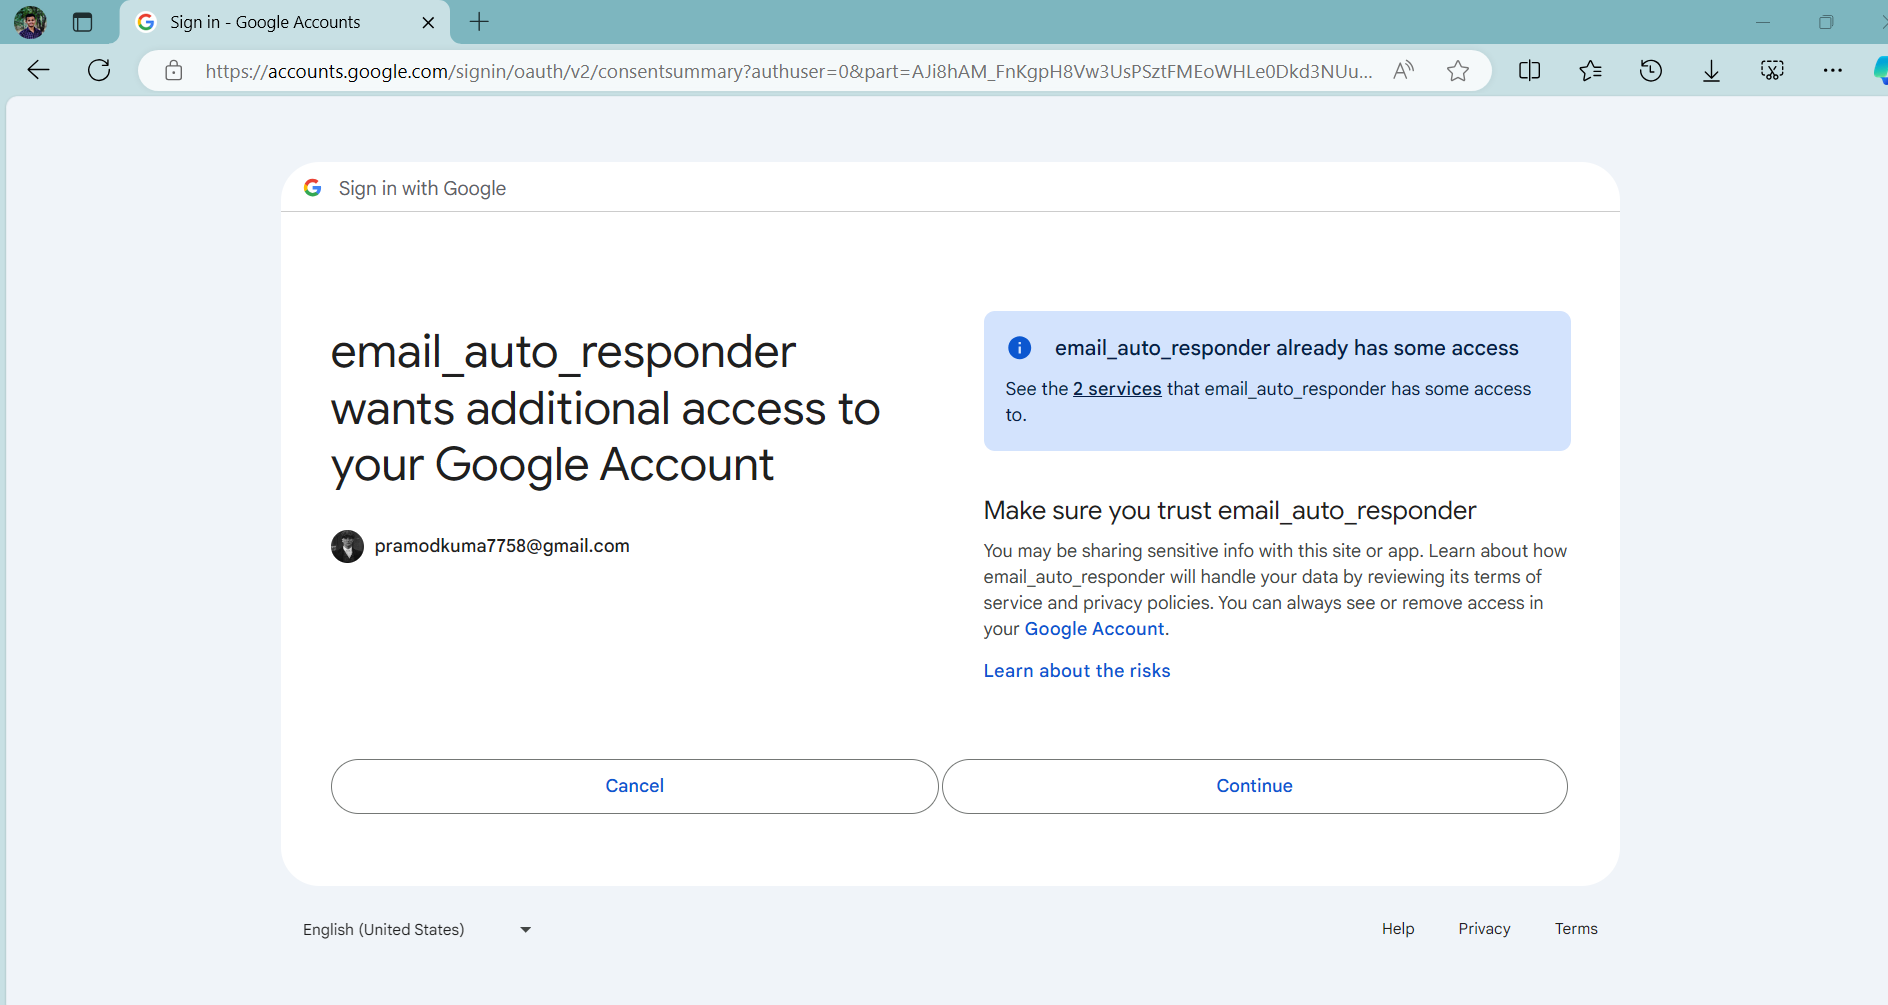 Sign in - Google Accounts
https://accounts.google.com/signin/oauth/v2/consentsummary?authuser=0&part=AJi8hAM_FnKgpH8Vw3UsPSztFMEoWHLe0Dkd3NUu...
Sign in with Google
email_auto_responder
wants additional access to
your Google Account
pramodkuma7758@gmail.com
email_auto_responder already has some access
See the 2 services that email_auto_responder has some access
to.
Make sure you trust email_auto_responder
You may be sharing sensitive info with this site or app. Learn about how
email_auto_responder will handle your data by reviewing its terms of
service and privacy policies. You can always see or remove access in
your Google Account.
Learn about the risks
Cancel
Continue
English (United States)
Help
Privacy
Terms